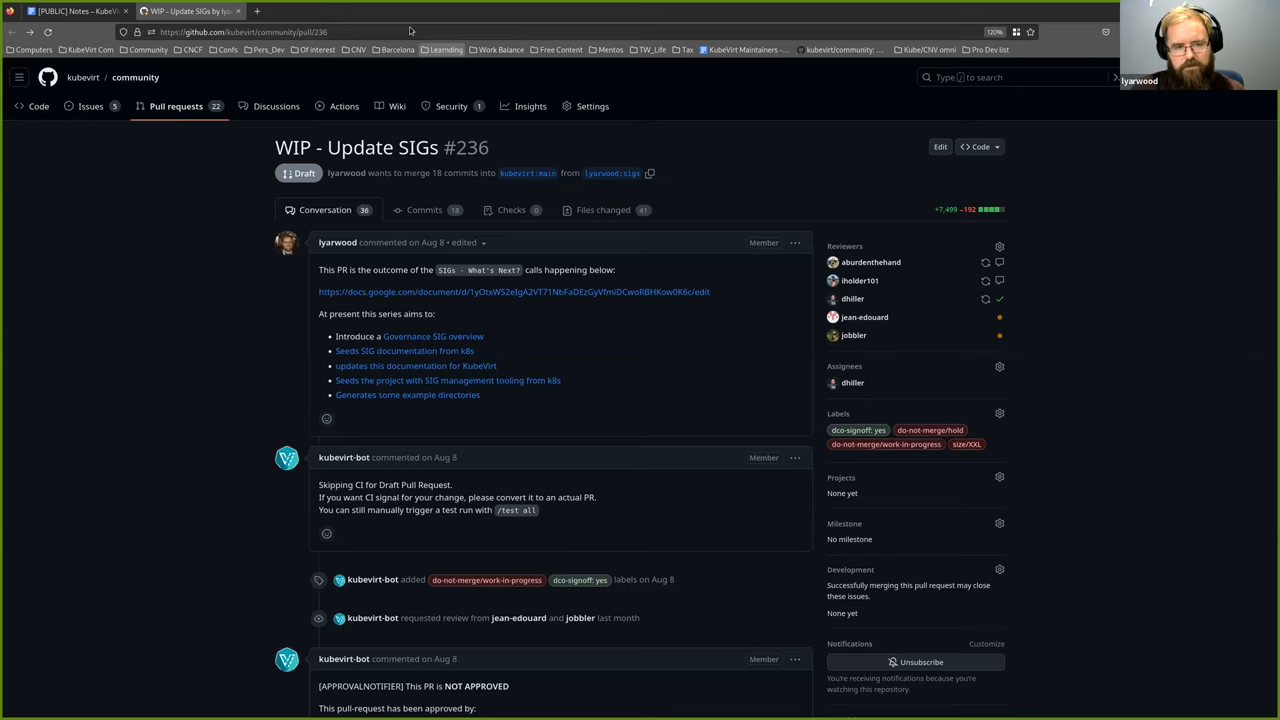 [PUBLIC] Notes – KubeVi
WIP - Update SIGs by lyar
https://github.com/kubevirt/community/pull/236
120%
Computers
KubeVirt Com
Community
CNCF
Confs
Pers_Dev
Of interest
CNV
Barcelona
Learnding
Work Balance
Free Content
Mentos
TW_Life
Tax
KubeVirt Maintainers -...
kubevirt/community: ...
Kube/CNV omni
Pro Dev list
lyarwood
kubevirt / community
Type / to search
Code
Issues 5
Pull requests 22
Discussions
Actions
Wiki
Security 1
Insights
Settings
WIP - Update SIGs #236
Edit
<> Code
Draft
lyarwood wants to merge 18 commits into kubevirt:main from lyarwood:sigs
Conversation 36
Commits 18
Checks 0
Files changed 41
+7,499 −192
lyarwood commented on Aug 8 • edited
Member
This PR is the outcome of the SIGs - What's Next? calls happening below:
https://docs.google.com/document/d/1yOtxWS2eIgA2VT71NbFaDEzGyVfmiDCwoRBHKow0K6c/edit
At present this series aims to:
• Introduce a Governance SIG overview
• Seeds SIG documentation from k8s
• updates this documentation for KubeVirt
• Seeds the project with SIG management tooling from k8s
• Generates some example directories
kubevirt-bot commented on Aug 8
Member
Skipping CI for Draft Pull Request.
If you want CI signal for your change, please convert it to an actual PR.
You can still manually trigger a test run with /test all
kubevirt-bot added do-not-merge/work-in-progress dco-signoff: yes labels on Aug 8
kubevirt-bot requested review from jean-edouard and jobbler last month
kubevirt-bot commented on Aug 8
Member
[APPROVALNOTIFIER] This PR is NOT APPROVED
This pull-request has been approved by:
Reviewers
aburdenthehand
iholder101
dhiller
jean-edouard
jobbler
Assignees
dhiller
Labels
dco-signoff: yes
do-not-merge/hold
do-not-merge/work-in-progress
size/XXL
Projects
None yet
Milestone
No milestone
Development
Successfully merging this pull request may close
these issues.
None yet
Notifications
Customize
Unsubscribe
You're receiving notifications because you're
watching this repository.